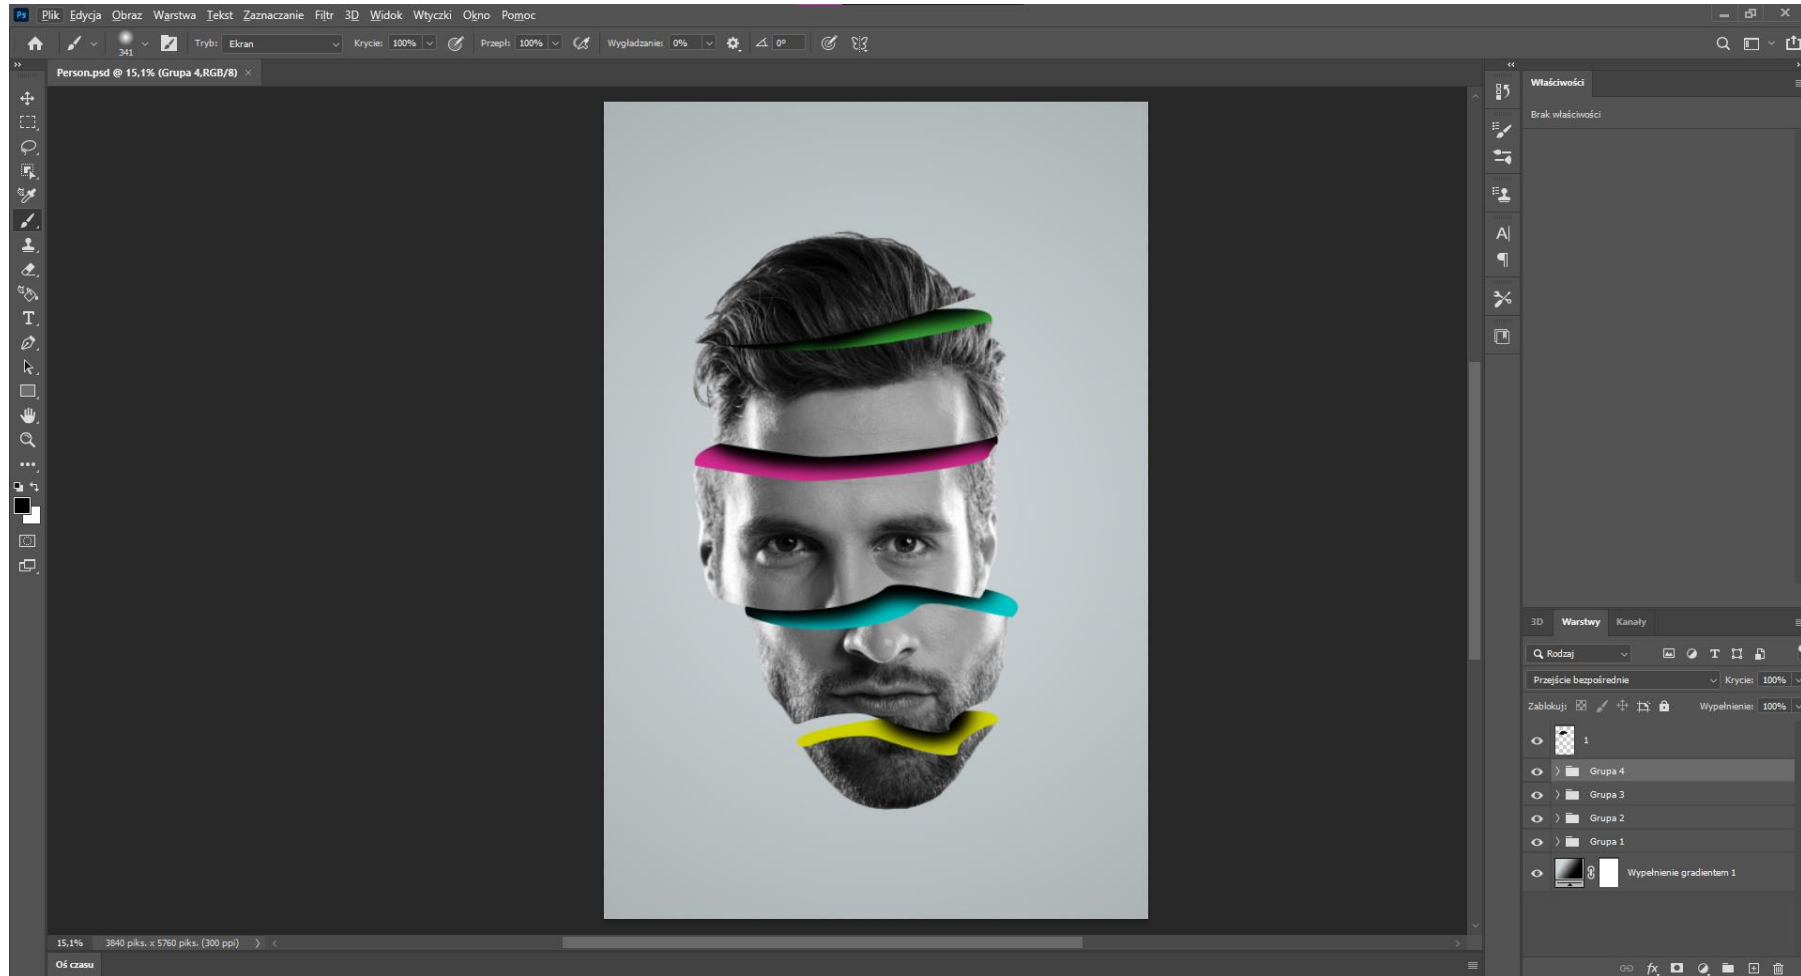 Ps Plik Edycja Obraz Warstwa Tekst Zaznaczanie Filtr 3D Widok Wtyczki Okno Pomoc
341 Tryb: Ekran Krycie: 100% Przepł: 100% Wygładzanie: 0% 0°
Person.psd @ 15,1% (Grupa 4,RGB/8)
Właściwości
Brak właściwości
3D Warstwy Kanały
Rodzaj
Przejście bezpośrednie Krycie: 100%
Zablokuj: Wypełnienie: 100%
1
Grupa 4
Grupa 3
Grupa 2
Grupa 1
Wypełnienie gradientem 1
15,1% 3840 piks. x 5760 piks. (300 ppi)
Oś czasu
fx